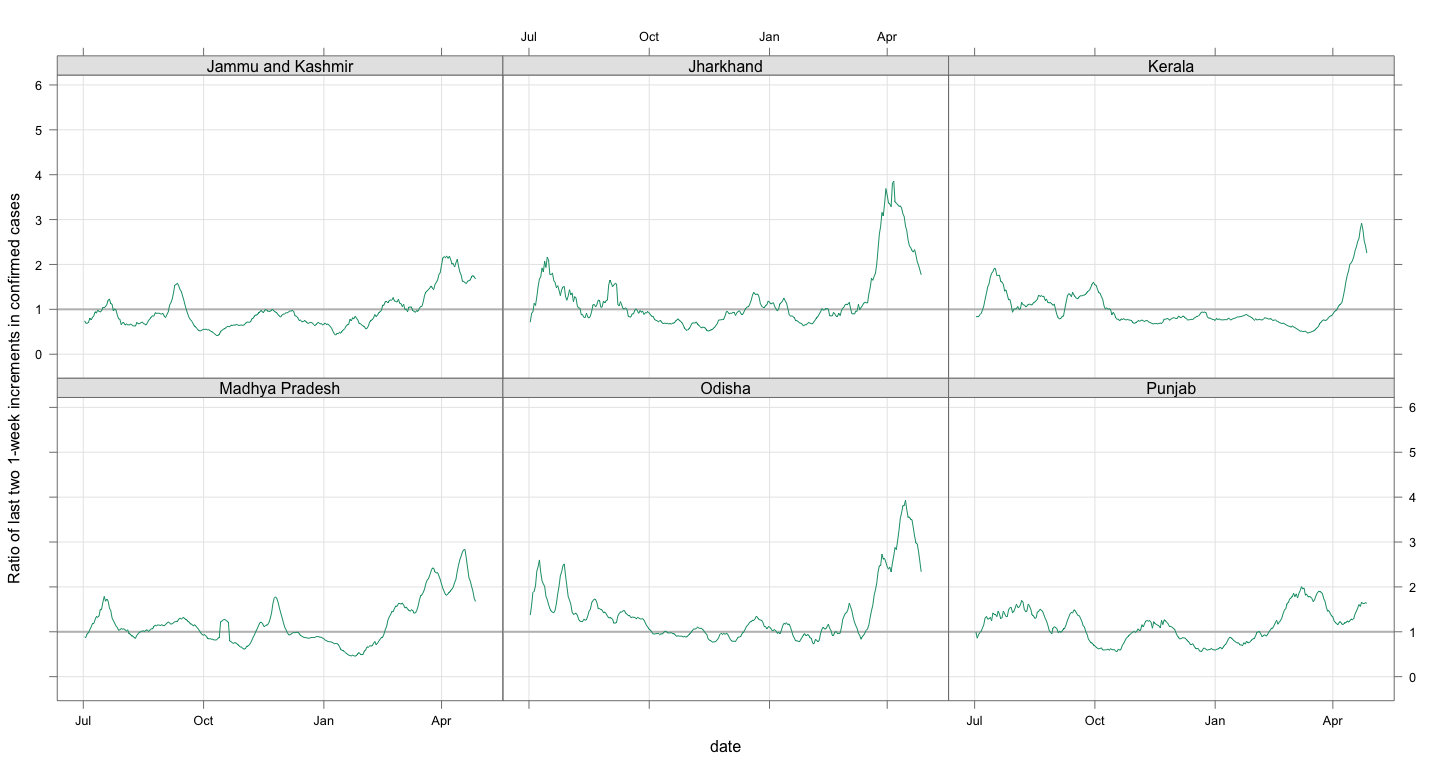 Jul Oct Jan Apr
Jammu and Kashmir Jharkhand Kerala
6
5
4
3
2
1
0
Madhya Pradesh Odisha Punjab
6
5
4
3
2
1
0
Jul Oct Jan Apr Jul Oct Jan Apr
date
Ratio of last two 1-week increments in confirmed cases